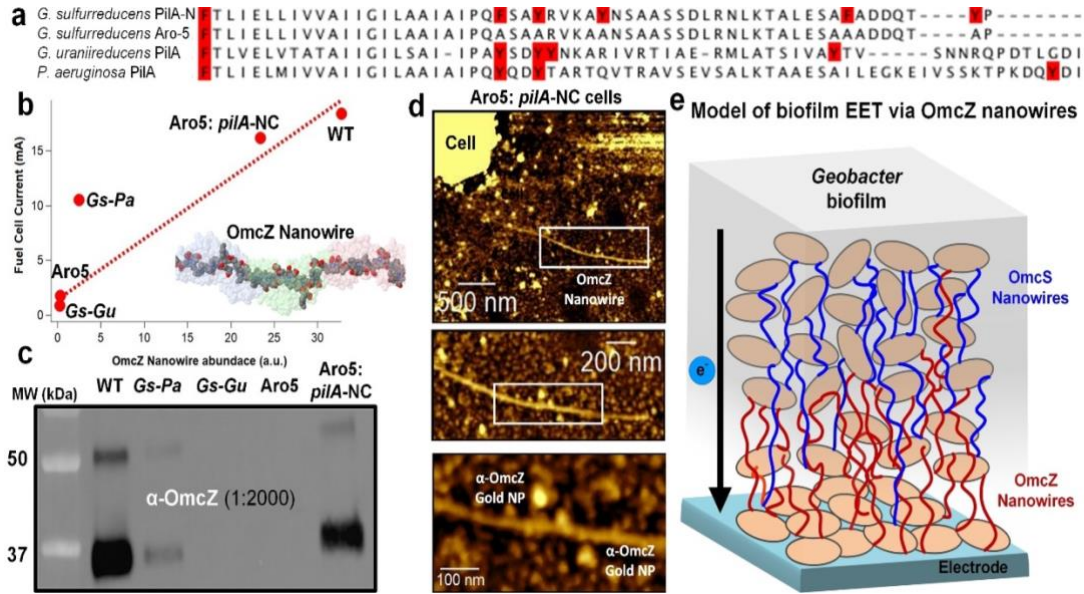 a
G. sulfurreducens PilA-N FTLIELLIVVAIIGILAAIAIPQFSAYRVKAYNSAASSDLRNLKTALESAFADDQT-----YP------
G. sulfurreducens Aro-5 FTLIELLIVVAIIGILAAIAIPQASAARVKAANSAASSDLRNLKTALESAAADDQT-----AP------
G. uraniireducens PilA FTLVELVTATAIIGILSAI-IPAYSDYYNKARIVRTIAE-RMLATSIVAYTV-----SNNRQPDTLGDI
P. aeruginosa PilA FTLIELMIVVAIIGILAAIAIPQYQDYTARTQVTRAVSEVSALKTAAESAILEGKEIVSSKTPKDQYDI
b
Fuel Cell Current (mA)
15
10
5
0
Aro5: pilA-NC
WT
Gs-Pa
OmcZ Nanowire
Aro5
Gs-Gu
0 5 10 15 20 25 30
OmcZ Nanowire abundace (a.u.)
c
MW (kDa)
WT Gs-Pa Gs-Gu Aro5 Aro5: pilA-NC
50
α-OmcZ (1:2000)
37
d
Aro5: pilA-NC cells
Cell
OmcZ
Nanowire
500 nm
200 nm
α-OmcZ
Gold NP
α-OmcZ
Gold NP
100 nm
e Model of biofilm EET via OmcZ nanowires
Geobacter
biofilm
OmcS
Nanowires
e-
OmcZ
Nanowires
Electrode